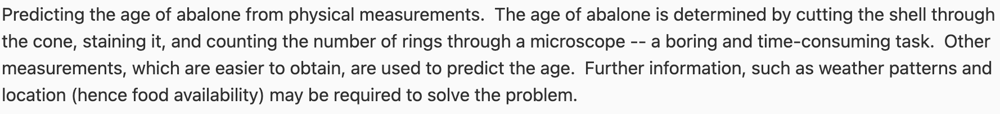 Predicting the age of abalone from physical measurements.  The age of abalone is determined by cutting the shell through
the cone, staining it, and counting the number of rings through a microscope -- a boring and time-consuming task.  Other
measurements, which are easier to obtain, are used to predict the age.  Further information, such as weather patterns and
location (hence food availability) may be required to solve the problem.